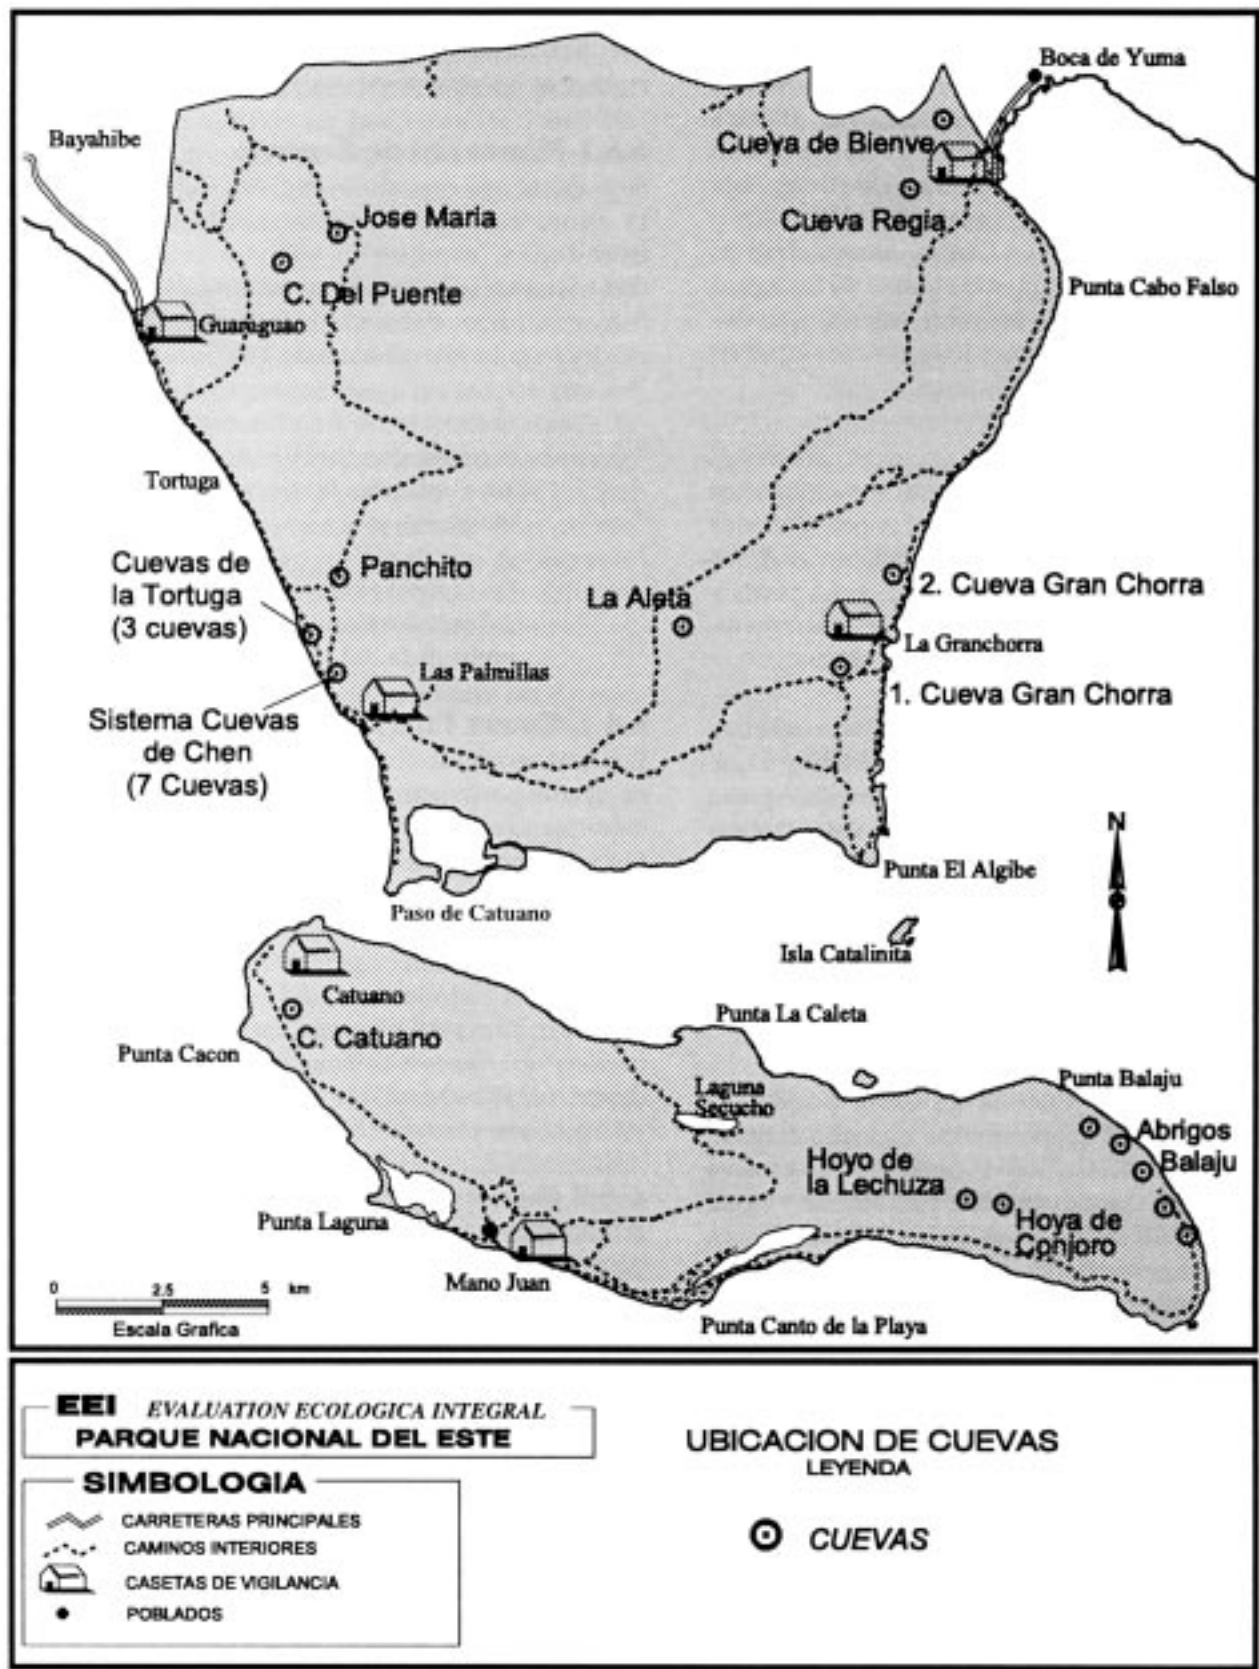 Boca de Yuma
Bayahibe
Cueva de Bienve
Jose Maria
Cueva Regia
C. Del Puente
Punta Cabo Falso
Guaraguao
Tortuga
Cuevas de
la Tortuga
(3 cuevas)
Panchito
La Aleta
2. Cueva Gran Chorra
La Granchorra
Las Palmillas
1. Cueva Gran Chorra
Sistema Cuevas
de Chen
(7 Cuevas)
N
Punta El Algibe
Paso de Catuano
Isla Catalinita
Catuano
C. Catuano
Punta Cacon
Punta La Caleta
Laguna
Secucho
Punta Balaju
Abrigos
Balaju
Hoyo de
la Lechuza
Hoya de
Conjoro
Punta Laguna
Mano Juan
Punta Canto de la Playa
0 2.5 5 km
Escala Grafica
EEI EVALUATION ECOLOGICA INTEGRAL
PARQUE NACIONAL DEL ESTE
SIMBOLOGIA
CARRETERAS PRINCIPALES
CAMINOS INTERIORES
CASETAS DE VIGILANCIA
POBLADOS
UBICACION DE CUEVAS
LEYENDA
CUEVAS